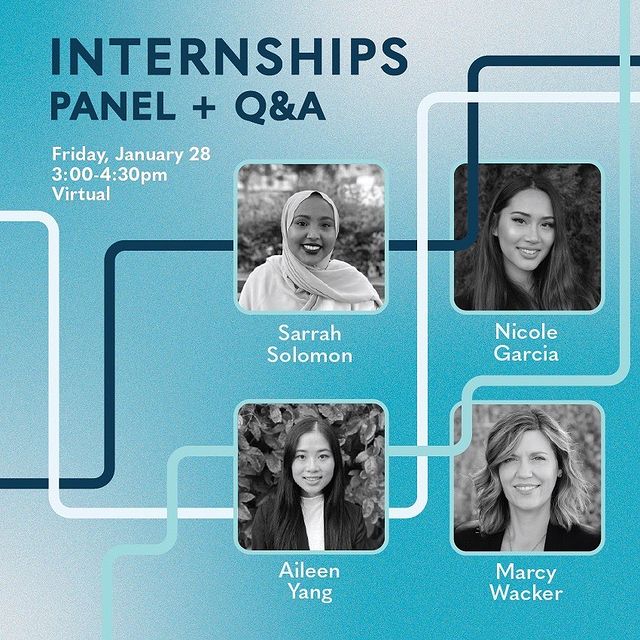 INTERNSHIPS
PANEL + Q&A
Friday, January 28
3:00-4:30pm
Virtual
Sarrah
Solomon
Nicole
Garcia
Aileen
Yang
Marcy
Wacker